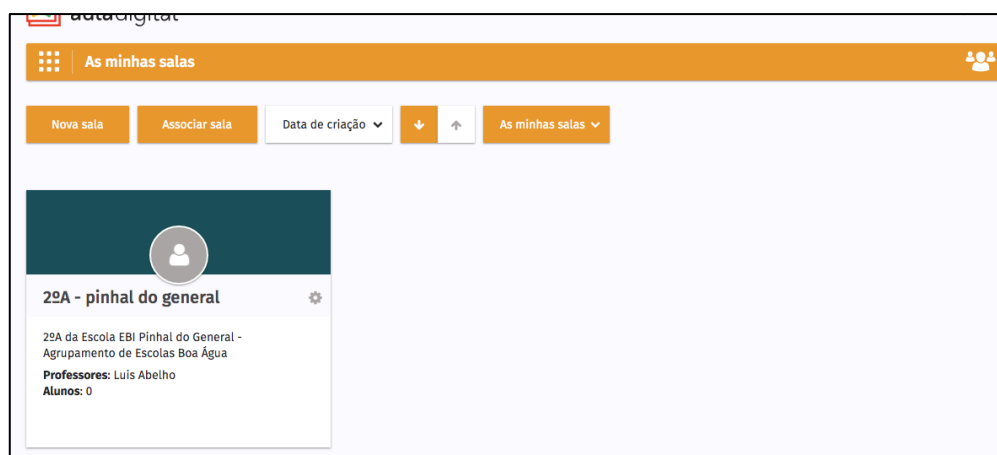 auladigital
As minhas salas
Nova sala
Associar sala
Data de criação
As minhas salas
2ºA - pinhal do general
2ºA da Escola EBI Pinhal do General -
Agrupamento de Escolas Boa Água
Professores: Luis Abelho
Alunos: 0